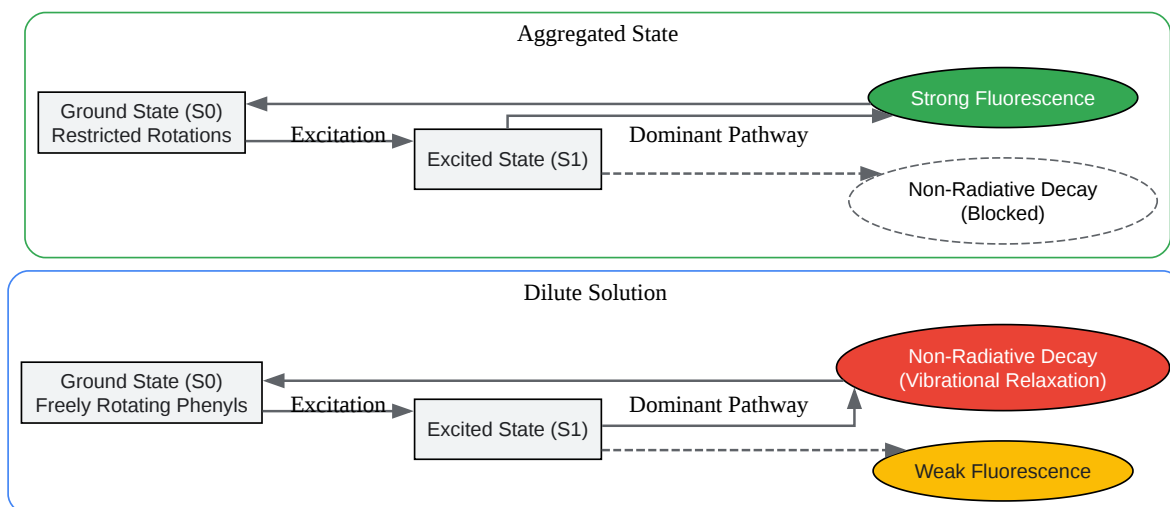 Aggregated State
Ground State (S0)
Restricted Rotations
Excitation
Excited State (S1)
Dominant Pathway
Strong Fluorescence
Non-Radiative Decay
(Blocked)
Dilute Solution
Ground State (S0)
Freely Rotating Phenyls
Excitation
Excited State (S1)
Dominant Pathway
Non-Radiative Decay
(Vibrational Relaxation)
Weak Fluorescence